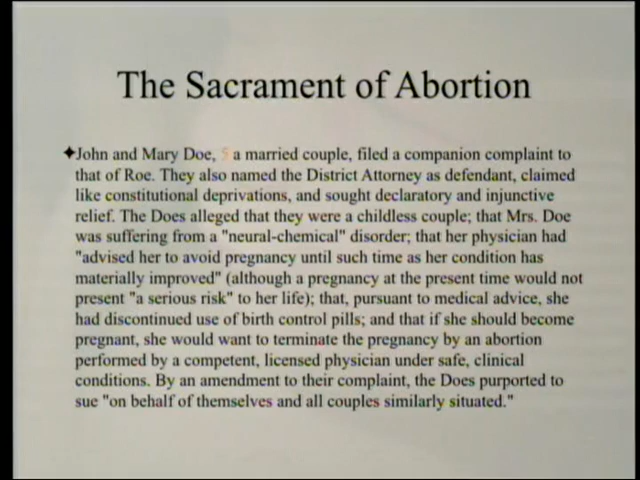 The Sacrament of Abortion
✦John and Mary Doe, 5 a married couple, filed a companion complaint to
that of Roe. They also named the District Attorney as defendant, claimed
like constitutional deprivations, and sought declaratory and injunctive
relief. The Does alleged that they were a childless couple; that Mrs. Doe
was suffering from a "neural-chemical" disorder; that her physician had
"advised her to avoid pregnancy until such time as her condition has
materially improved" (although a pregnancy at the present time would not
present "a serious risk" to her life); that, pursuant to medical advice, she
had discontinued use of birth control pills; and that if she should become
pregnant, she would want to terminate the pregnancy by an abortion
performed by a competent, licensed physician under safe, clinical
conditions. By an amendment to their complaint, the Does purported to
sue "on behalf of themselves and all couples similarly situated."